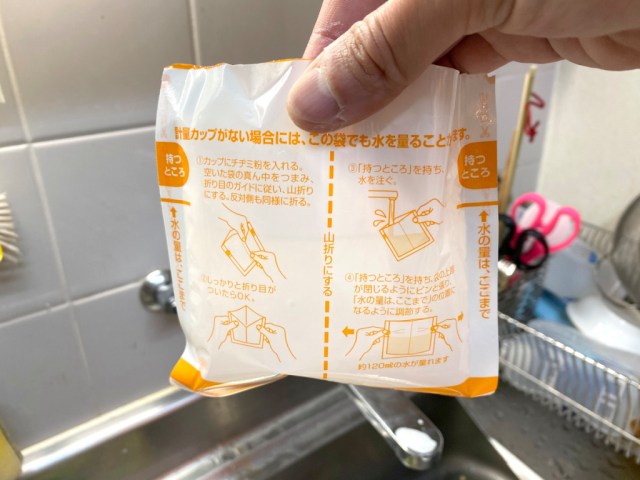 計量カップがない場合には、この袋でも水を量ることができます。
持つ
ところ
↑水の量は、ここまで
①カップにチヂミ粉を入れる。
空いた袋の真ん中をつまみ、
折り目のガイドに従い、山折り
にする。反対側も同様に折る。
②しっかりと折り目が
ついたらOK。
山折りにする
③「持つところ」を持ち、
水を注ぐ。
④「持つところ」を持ち、袋の上部
が閉じるようにピンと張り、
「水の量は、ここまで」の位置に
なるように調節する。
約120mlの水が量れます
持つ
ところ
↑水の量は、ここまで